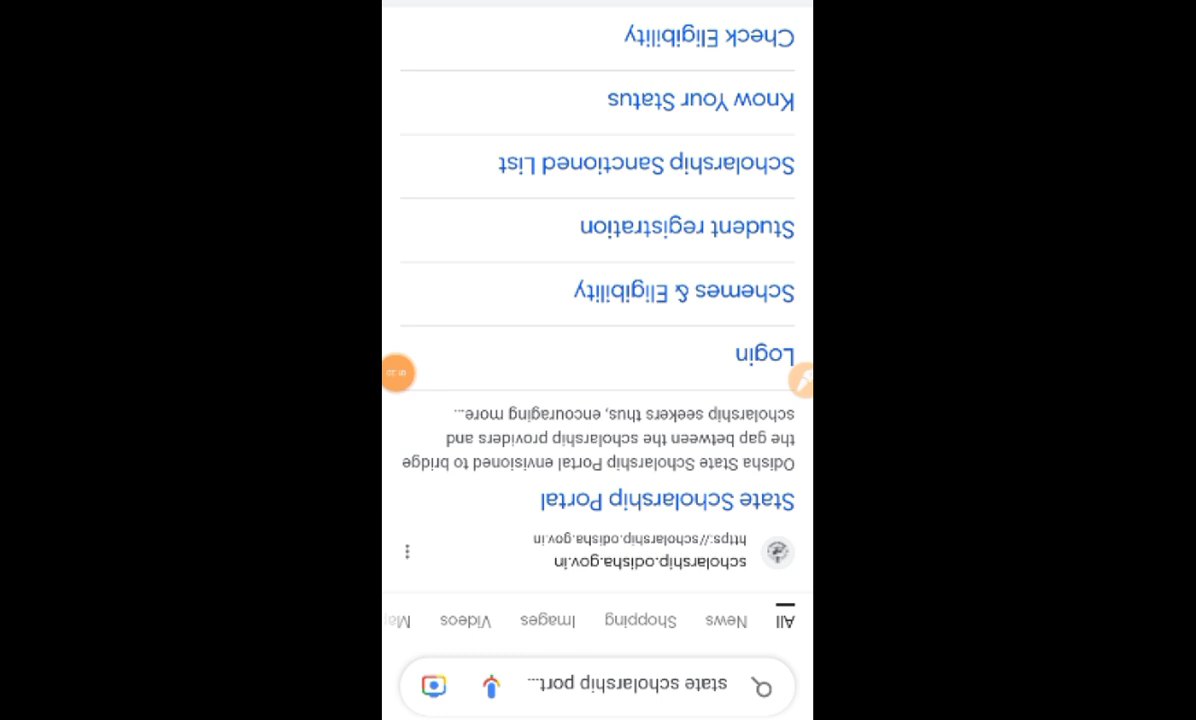 state scholarship port...
All News Shopping Images Videos Ma
scholarship.odisha.gov.in
https://scholarship.odisha.gov.in
State Scholarship Portal
Odisha State Scholarship Portal envisioned to bridge
the gap between the scholarship providers and
scholarship seekers thus, encouraging more...
Login
Schemes & Eligibility
Student registration
Scholarship Sanctioned List
Know Your Status
Check Eligibility